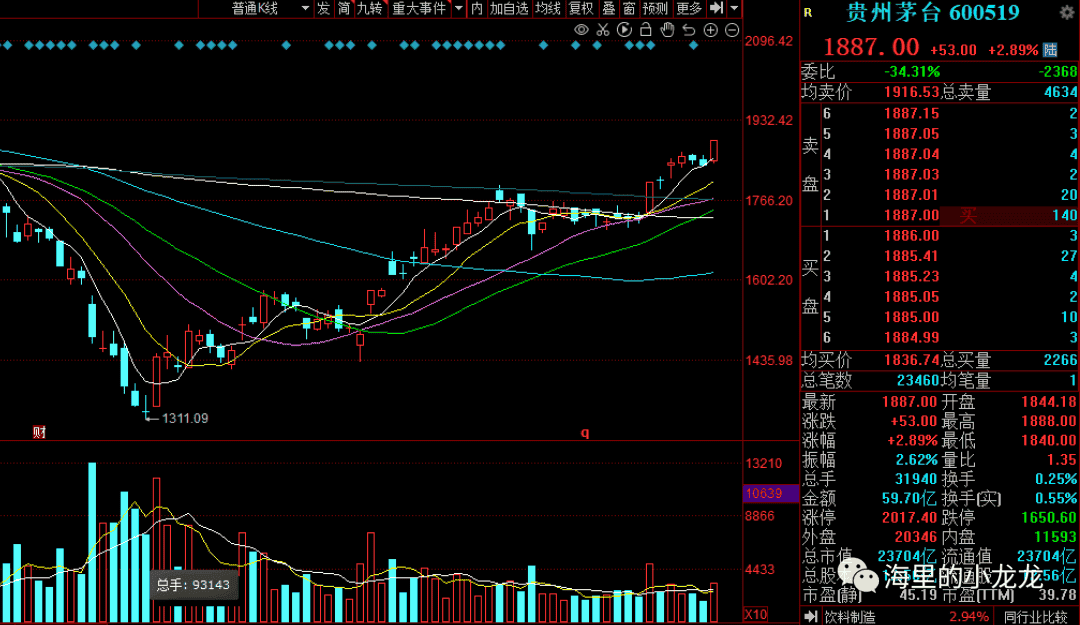 普通K线 发 简 九转 重大事件 内 加自选 均线 复权 叠 窗 预测 更多
R 贵州茅台 600519
1887.00 +53.00 +2.89% 陆
委比 -34.31% -2368
均卖价 1916.53 总卖量 4634
卖盘
6 1887.15 2
5 1887.05 3
4 1887.04 4
3 1887.03 2
2 1887.01 20
1 1887.00 买 140
买盘
1 1886.00 3
2 1885.41 27
3 1885.23 4
4 1885.05 2
5 1885.00 10
6 1884.99 3
均买价 1836.74 总买量 2266
总笔数 23460 均笔量 1
最新 1887.00 开盘 1844.18
涨跌 +53.00 最高 1888.00
涨幅 +2.89% 最低 1840.00
振幅 2.62% 量比 1.35
总手 31940 换手 0.25%
金额 59.70亿 换手(实) 0.55%
涨停 2017.40 跌停 1650.60
外盘 20346 内盘 11593
总市值 23704亿 流通值 23704亿
总股
海里的小龙龙
市盈(静) 45.19 市盈(TTM) 39.78
饮料制造 2.94% 同行业比较
2096.42
1932.42
1766.20
1602.20
1435.98
1311.09
财
q
13210
10639
8866
4433
X10
总手: 93143